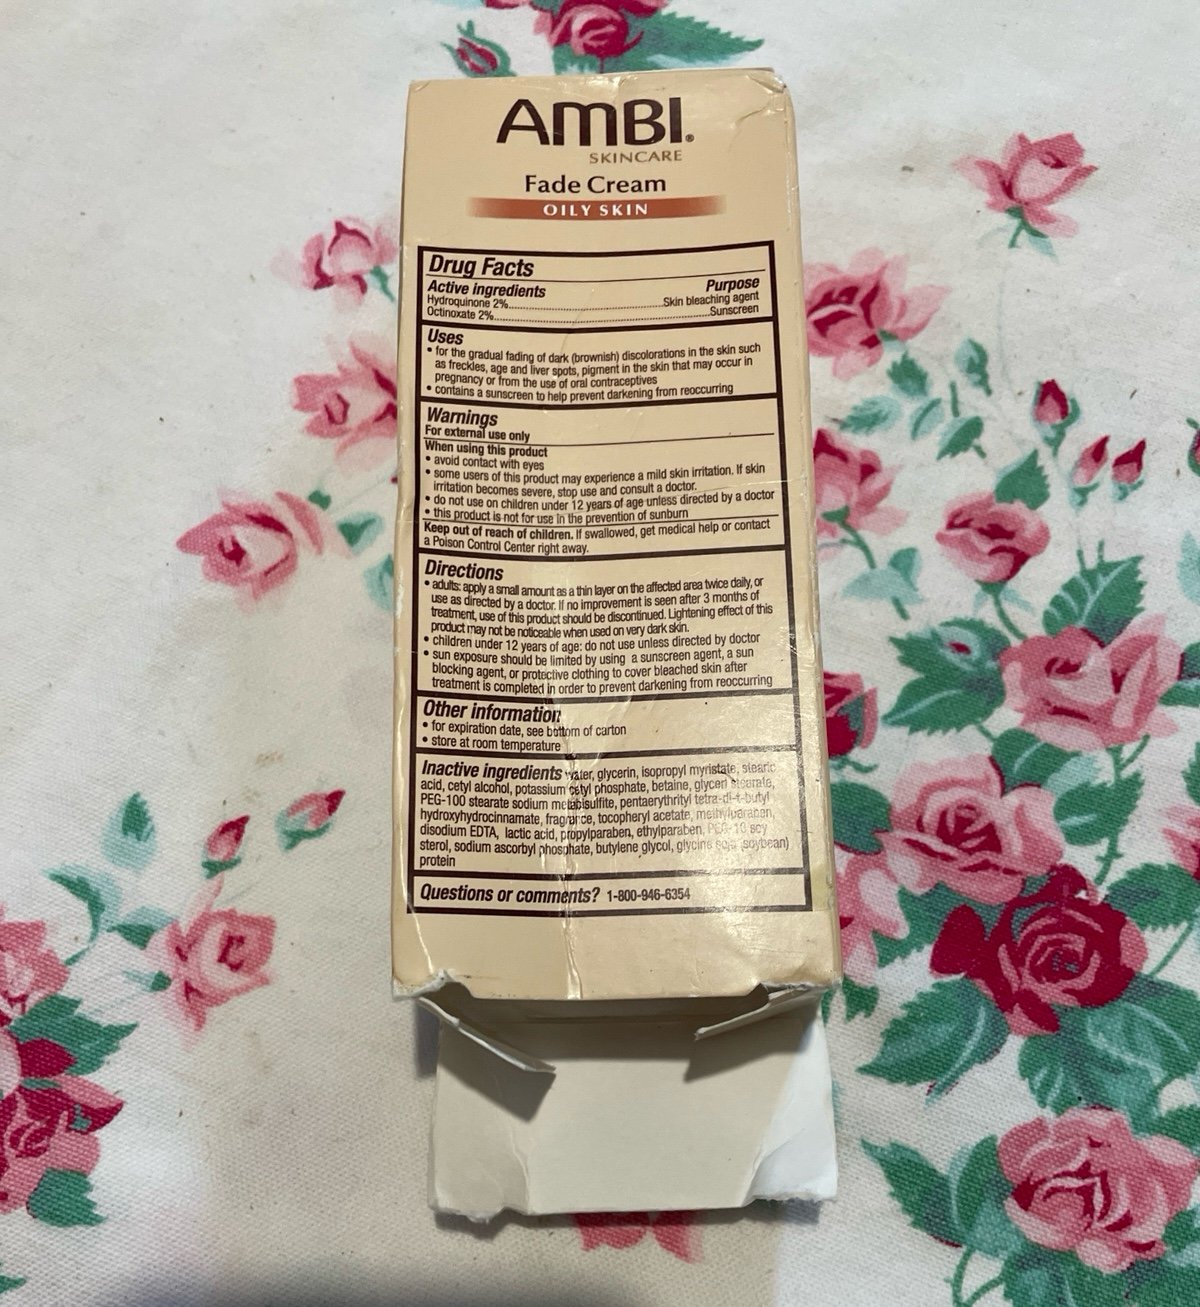 AMBI®
SKINCARE
Fade Cream
OILY SKIN
Drug Facts
Active ingredients Purpose
Hydroquinone 2%..........Skin bleaching agent
Octinoxate 2%..........Sunscreen
Uses
• for the gradual fading of dark (brownish) discolorations in the skin such
as freckles, age and liver spots, pigment in the skin that may occur in
pregnancy or from the use of oral contraceptives
• contains a sunscreen to help prevent darkening from reoccurring
Warnings
For external use only
When using this product
• avoid contact with eyes
• some users of this product may experience a mild skin irritation. If skin
irritation becomes severe, stop use and consult a doctor.
• do not use on children under 12 years of age unless directed by a doctor
• this product is not for use in the prevention of sunburn
Keep out of reach of children. If swallowed, get medical help or contact
a Poison Control Center right away.
Directions
• adults: apply a small amount as a thin layer on the affected area twice daily, or
use as directed by a doctor. If no improvement is seen after 3 months of
treatment, use of this product should be discontinued. Lightening effect of this
product may not be noticeable when used on very dark skin.
• children under 12 years of age: do not use unless directed by doctor
• sun exposure should be limited by using a sunscreen agent, a sun
blocking agent, or protective clothing to cover bleached skin after
treatment is completed in order to prevent darkening from reoccurring
Other information
• for expiration date, see bottom of carton
• store at room temperature
Inactive ingredients water, glycerin, isopropyl myristate, stearic
acid, cetyl alcohol, potassium cetyl phosphate, betaine, glyceryl stearate,
PEG-100 stearate sodium metabisulfite, pentaerythrityl tetra-di-t-butyl
hydroxyhydrocinnamate, fragrance, tocopheryl acetate, methylparaben,
disodium EDTA, lactic acid, propylparaben, ethylparaben, PEG-10 soy
sterol, sodium ascorbyl phosphate, butylene glycol, glycine soja (soybean)
protein
Questions or comments? 1-800-946-6354